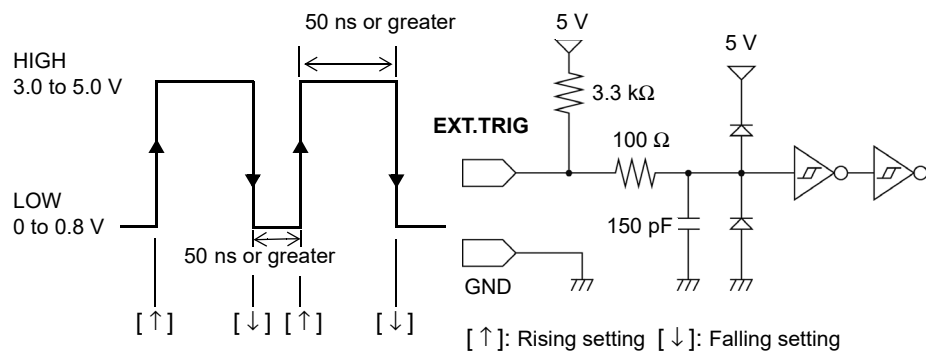 50 ns or greater
HIGH
3.0 to 5.0 V
LOW
0 to 0.8 V
50 ns or greater
[ ↑ ] [ ↓ ] [ ↑ ] [ ↓ ]
5 V
5 V
3.3 kΩ
EXT.TRIG
100 Ω
150 pF
GND
[ ↑ ]: Rising setting [ ↓ ]: Falling setting